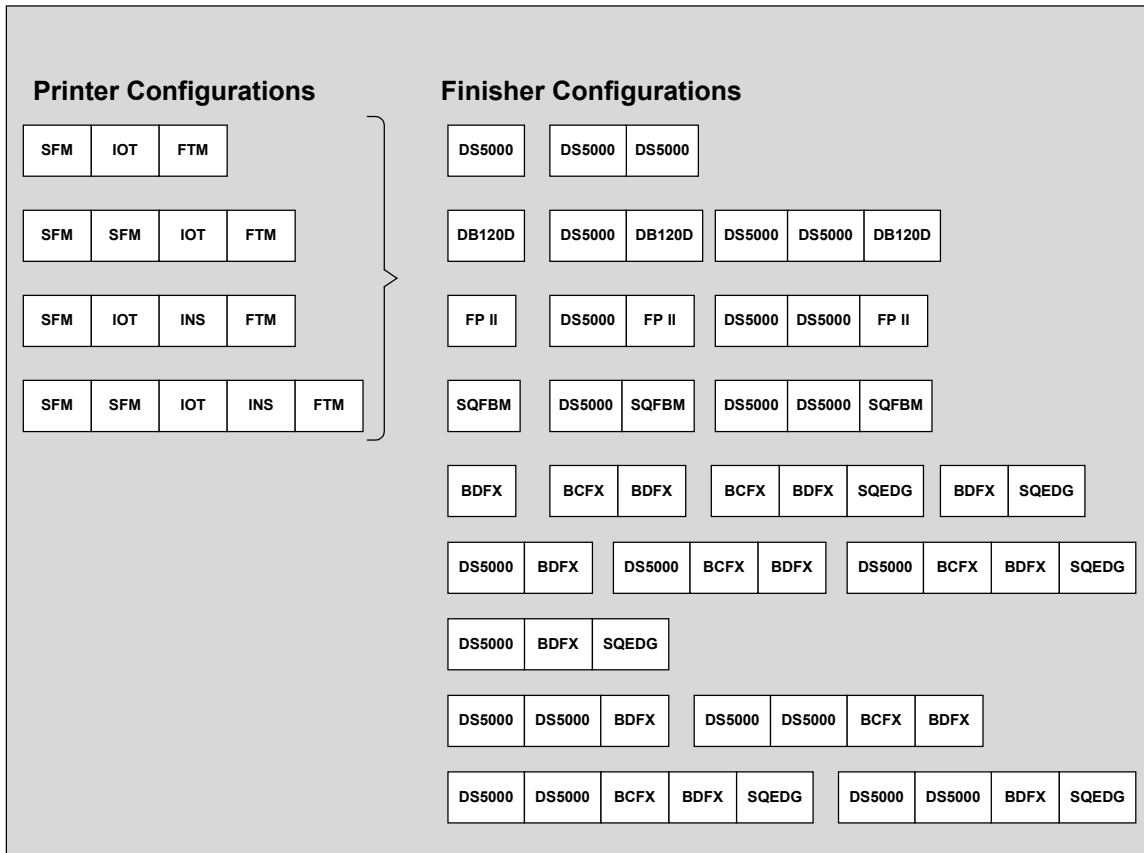 Printer Configurations
Finisher Configurations
SFM IOT FTM
SFM SFM IOT FTM
SFM IOT INS FTM
SFM SFM IOT INS FTM
DS5000 DS5000 DS5000
DB120D DS5000 DB120D DS5000 DS5000 DB120D
FP II DS5000 FP II DS5000 DS5000 FP II
SQFBM DS5000 SQFBM DS5000 DS5000 SQFBM
BDFX BCFX BDFX BCFX BDFX SQEDG BDFX SQEDG
DS5000 BDFX DS5000 BCFX BDFX DS5000 BCFX BDFX SQEDG
DS5000 BDFX SQEDG
DS5000 DS5000 BDFX DS5000 DS5000 BCFX BDFX
DS5000 DS5000 BCFX BDFX SQEDG DS5000 DS5000 BDFX SQEDG